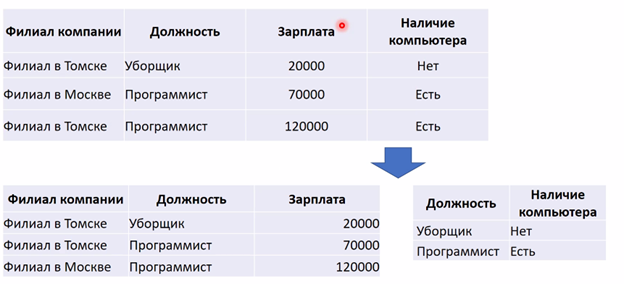 Филиал компании Должность Зарплата Наличие
компьютера
Филиал в Томске Уборщик 20000 Нет
Филиал в Москве Программист 70000 Есть
Филиал в Томске Программист 120000 Есть
Филиал компании Должность Зарплата
Филиал в Томске Уборщик 20000
Филиал в Томске Программист 70000
Филиал в Москве Программист 120000
Должность Наличие
компьютера
Уборщик Нет
Программист Есть